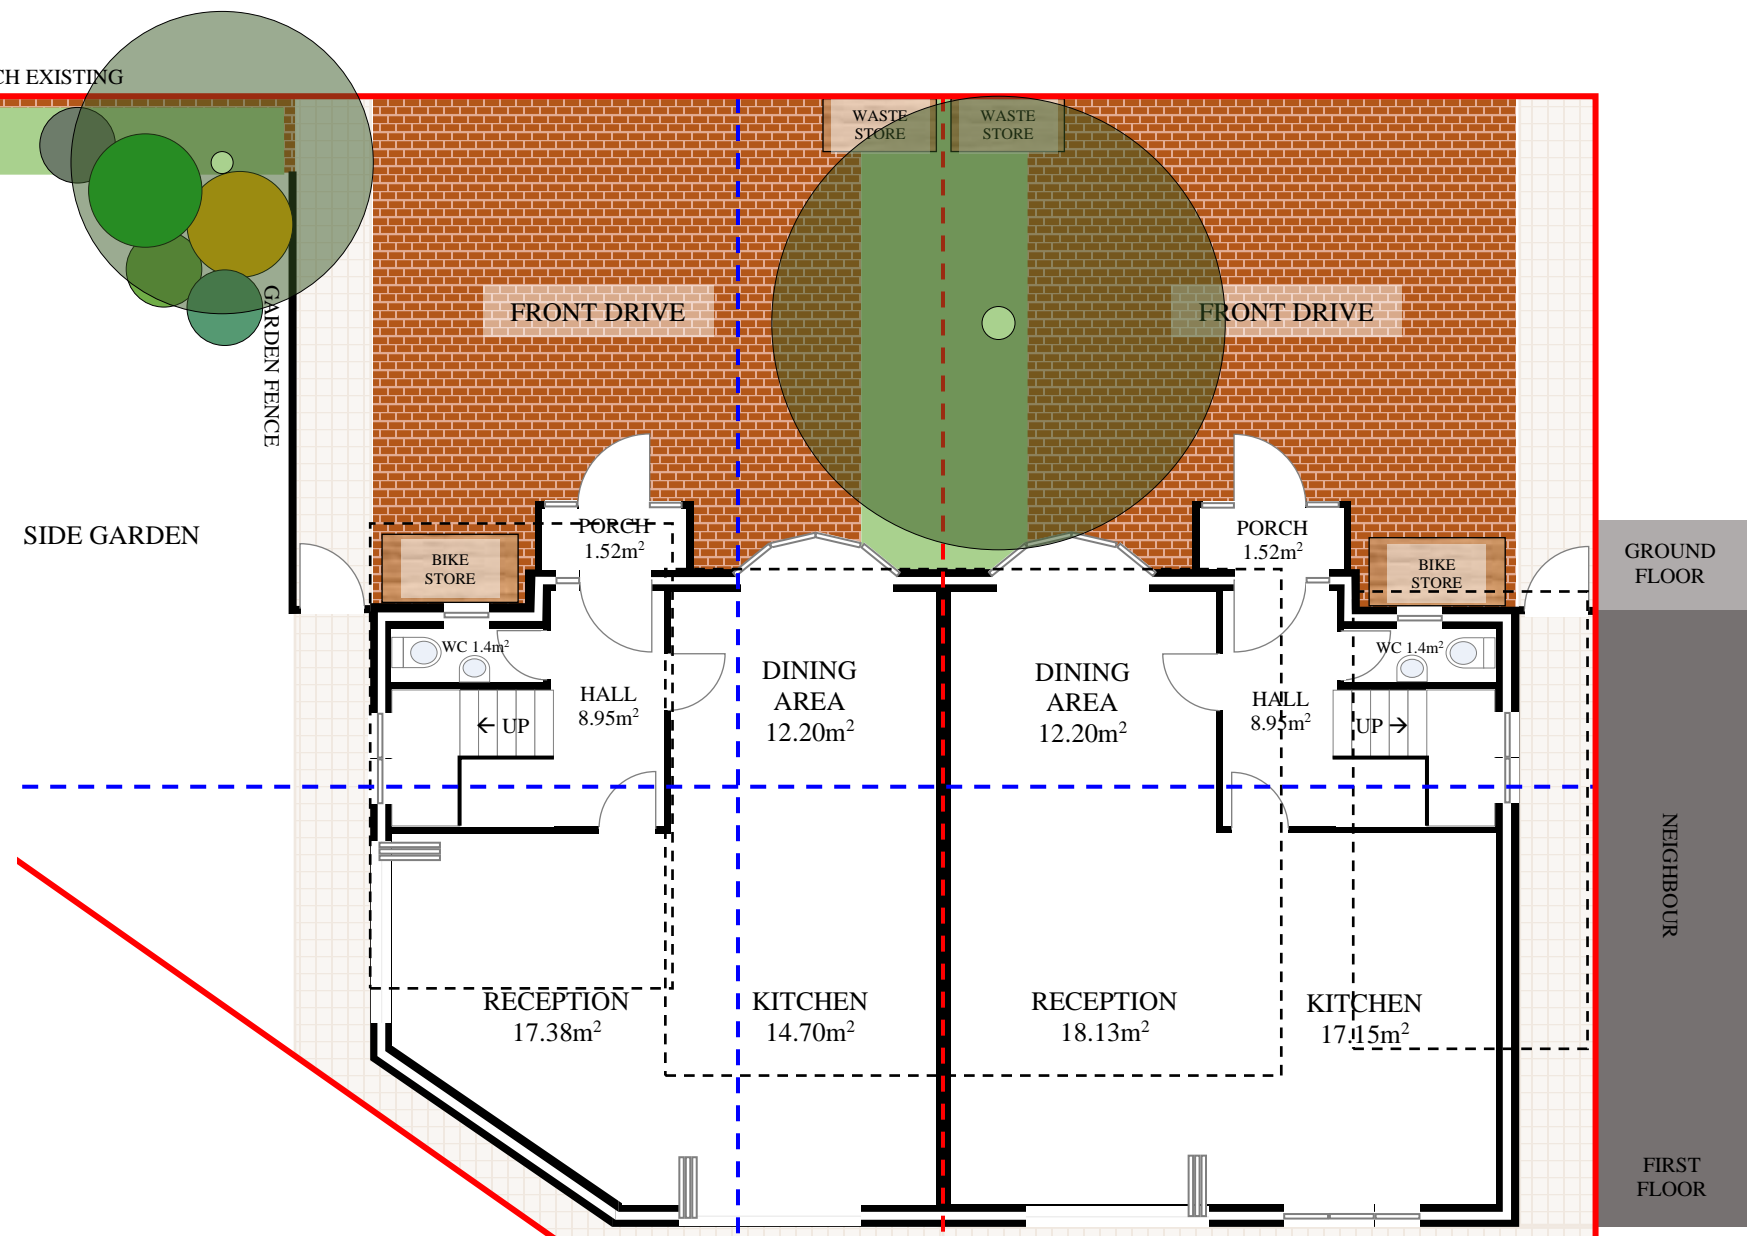 CH EXISTING
WASTE
STORE
WASTE
STORE
FRONT DRIVE
FRONT DRIVE
GARDEN FENCE
SIDE GARDEN
PORCH
1.52m²
PORCH
1.52m²
BIKE
STORE
BIKE
STORE
GROUND
FLOOR
WC 1.4m²
WC 1.4m²
HALL
8.95m²
DINING
AREA
12.20m²
DINING
AREA
12.20m²
HALL
8.95m²
← UP
UP →
NEIGHBOUR
RECEPTION
17.38m²
KITCHEN
14.70m²
RECEPTION
18.13m²
KITCHEN
17.15m²
FIRST
FLOOR